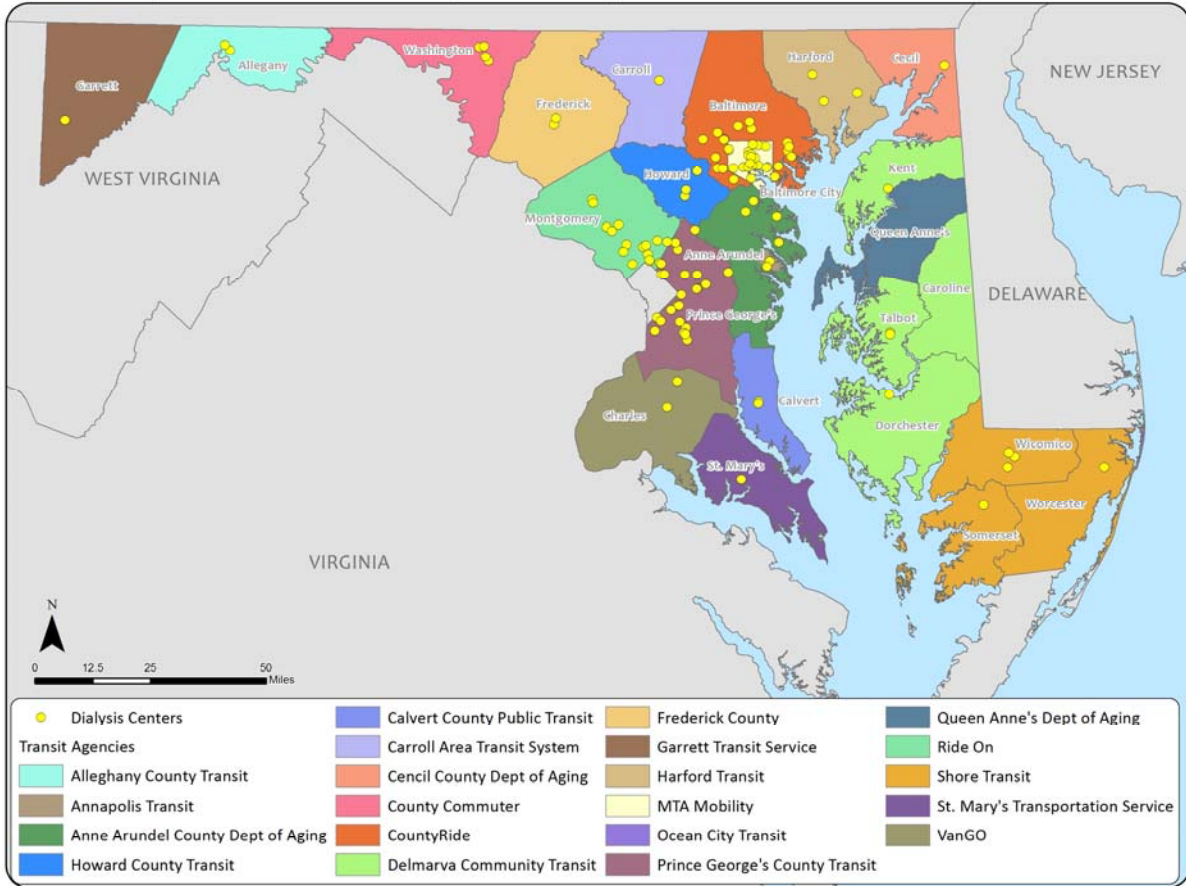 NEW JERSEY
Washington
Harford
Allegany
Carroll
Cecil
Garrett
Baltimore
Frederick
WEST VIRGINIA
Kent
Howard
Baltimore City
Montgomery
Queen Anne's
Anne Arundel
Caroline
DELAWARE
Prince George's
Talbot
Calvert
Charles
Dorchester
Wicomico
St. Mary's
Worcester
Somerset
VIRGINIA
N
0 12.5 25 50
Miles
Dialysis Centers
Transit Agencies
Alleghany County Transit
Annapolis Transit
Anne Arundel County Dept of Aging
Howard County Transit
Calvert County Public Transit
Carroll Area Transit System
Cencil County Dept of Aging
County Commuter
CountyRide
Delmarva Community Transit
Frederick County
Garrett Transit Service
Harford Transit
MTA Mobility
Ocean City Transit
Prince George's County Transit
Queen Anne's Dept of Aging
Ride On
Shore Transit
St. Mary's Transportation Service
VanGO